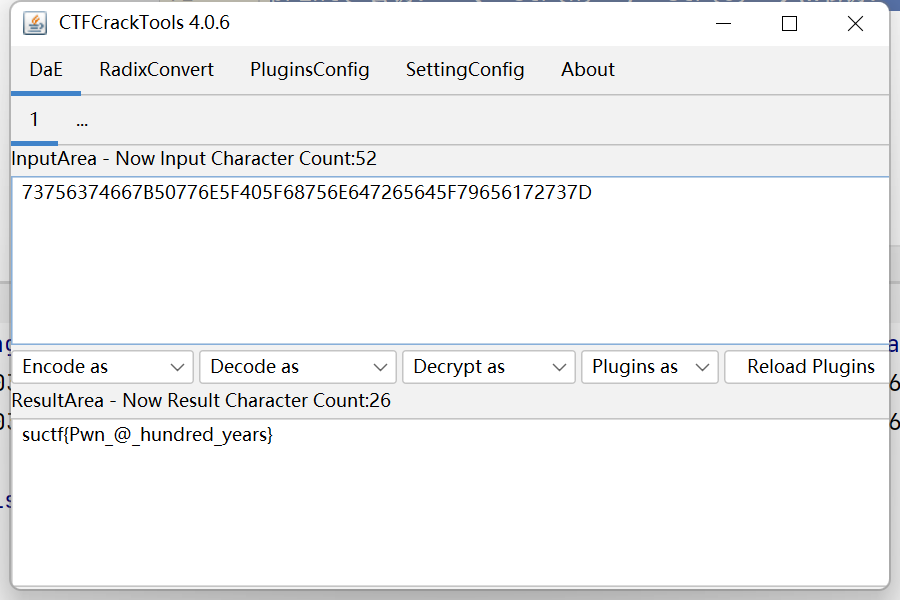 CTFCrackTools 4.0.6
DaE RadixConvert PluginsConfig SettingConfig About
1 ...
InputArea - Now Input Character Count:52
73756374667B50776E5F405F68756E647265645F79656172737D
Encode as Decode as Decrypt as Plugins as Reload Plugins
ResultArea - Now Result Character Count:26
suctf{Pwn_@_hundred_years}